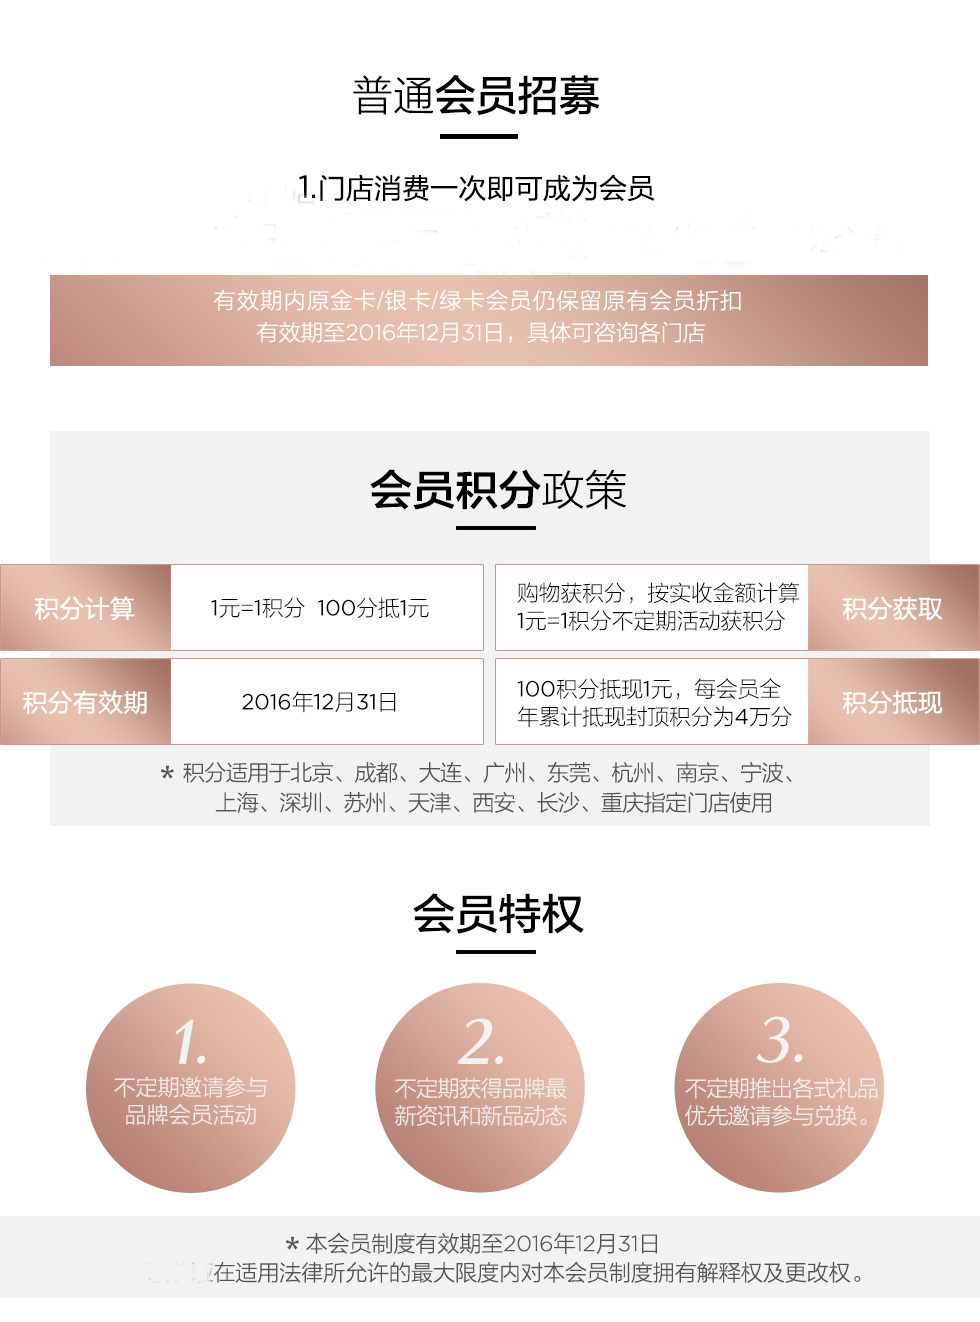 普通会员招募
1.门店消费一次即可成为会员
有效期内原金卡/银卡/绿卡会员仍保留原有会员折扣
有效期至2016年12月31日，具体可咨询各门店
会员积分政策
积分计算
1元=1积分 100分抵1元
购物获积分，按实收金额计算
1元=1积分不定期活动获积分
积分获取
积分有效期
2016年12月31日
100积分抵现1元，每会员全
年累计抵现封顶积分为4万分
积分抵现
* 积分适用于北京、成都、大连、广州、东莞、杭州、南京、宁波、
上海、深圳、苏州、天津、西安、长沙、重庆指定门店使用
会员特权
1.
不定期邀请参与
品牌会员活动
2.
不定期获得品牌最
新资讯和新品动态
3.
不定期推出各式礼品
优先邀请参与兑换。
* 本会员制度有效期至2016年12月31日
在适用法律所允许的最大限度内对本会员制度拥有解释权及更改权。